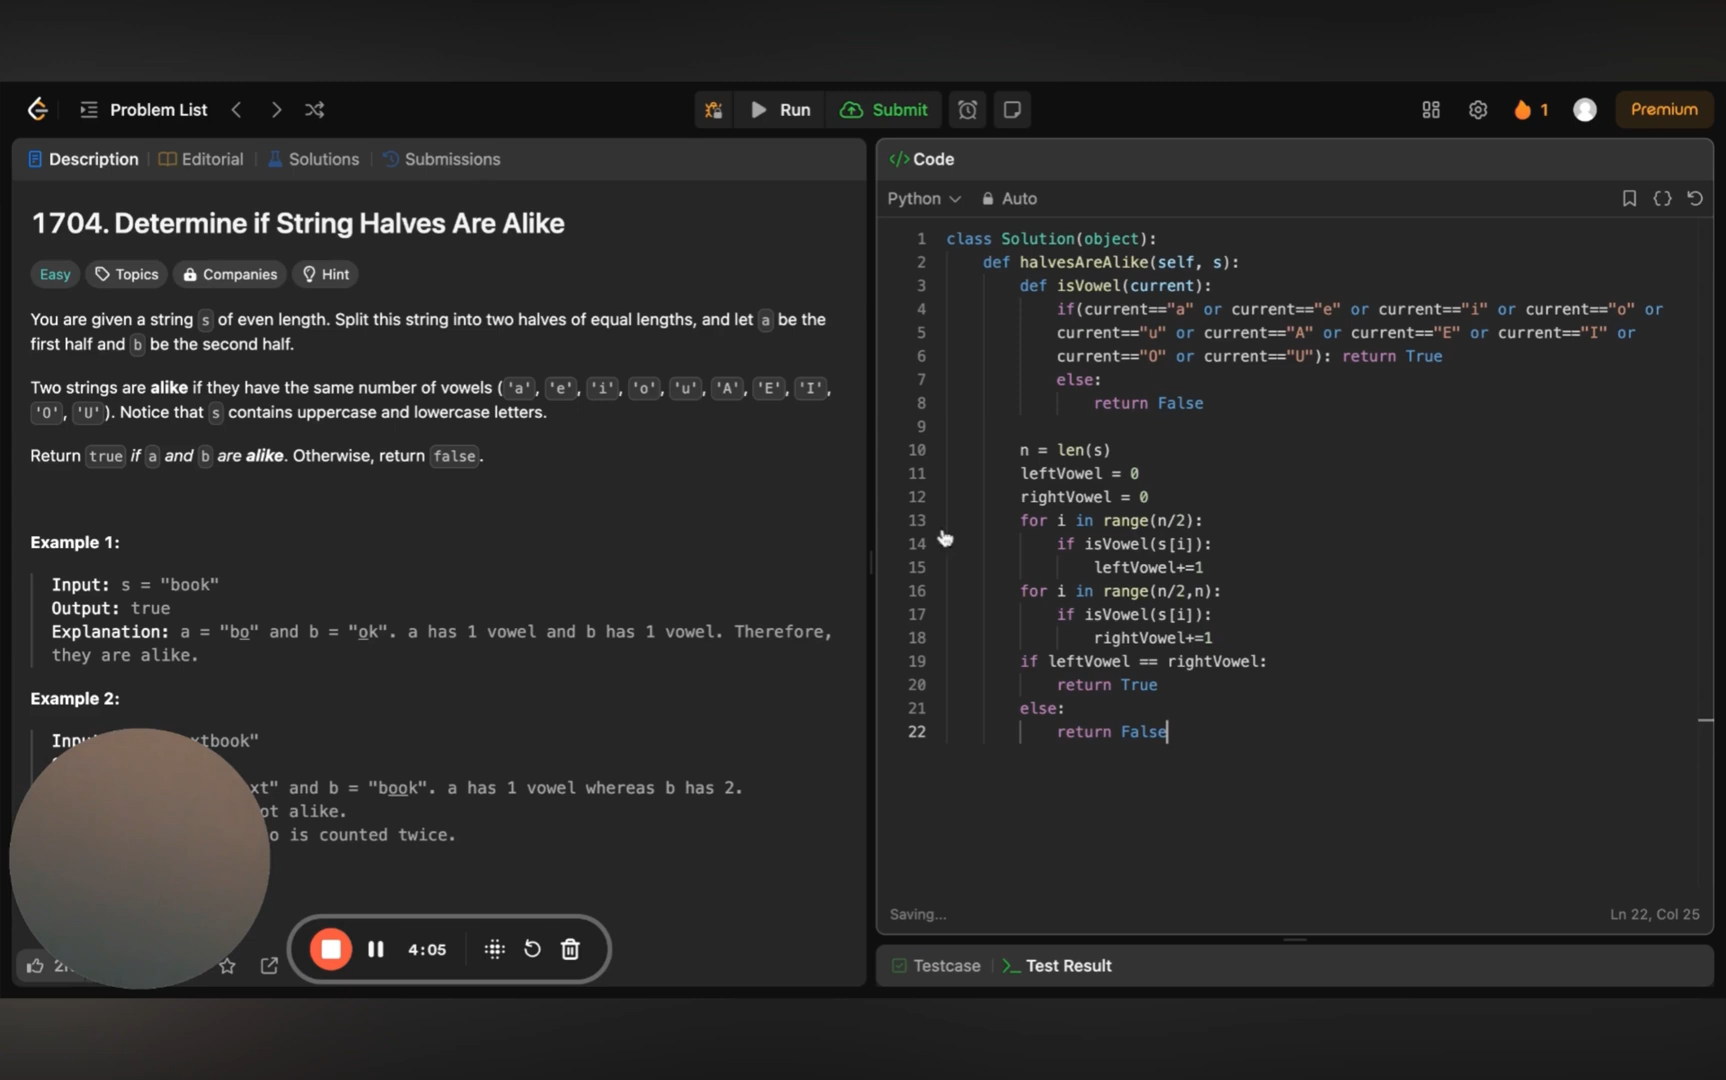 Problem List
Run
Submit
1
Premium
Description
Editorial
Solutions
Submissions
1704. Determine if String Halves Are Alike
Easy
Topics
Companies
Hint
You are given a string s of even length. Split this string into two halves of equal lengths, and let a be the
first half and b be the second half.
Two strings are alike if they have the same number of vowels ('a', 'e', 'i', 'o', 'u', 'A', 'E', 'I',
'O', 'U'). Notice that s contains uppercase and lowercase letters.
Return true if a and b are alike. Otherwise, return false.
Example 1:
Input: s = "book"
Output: true
Explanation: a = "bo" and b = "ok". a has 1 vowel and b has 1 vowel. Therefore,
they are alike.
Example 2:
xtbook"
xt" and b = "book". a has 1 vowel whereas b has 2.
ot alike.
o is counted twice.
4:05
</> Code
Python
Auto
1 class Solution(object):
2     def halvesAreAlike(self, s):
3         def isVowel(current):
4             if(current=="a" or current=="e" or current=="i" or current=="o" or
5             current=="u" or current=="A" or current=="E" or current=="I" or
6             current=="O" or current=="U"): return True
7             else:
8                 return False
9
10         n = len(s)
11         leftVowel = 0
12         rightVowel = 0
13         for i in range(n/2):
14             if isVowel(s[i]):
15                 leftVowel+=1
16         for i in range(n/2,n):
17             if isVowel(s[i]):
18                 rightVowel+=1
19         if leftVowel == rightVowel:
20             return True
21         else:
22             return False
Saving...
Ln 22, Col 25
Testcase
Test Result